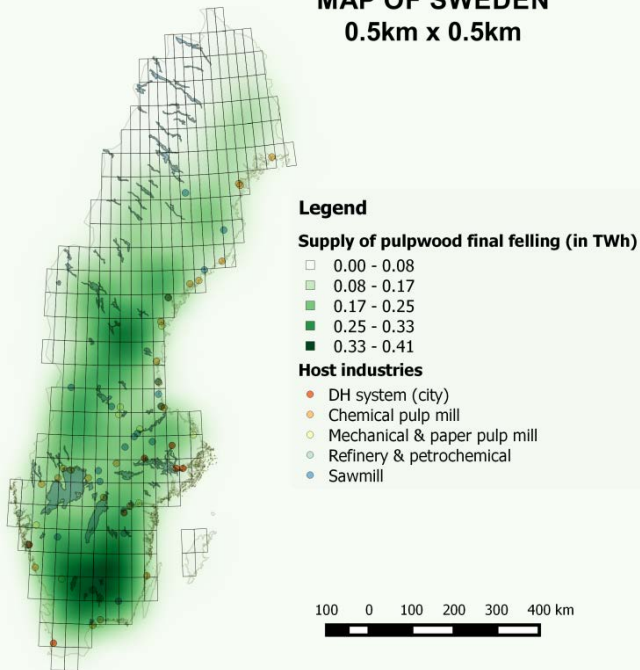 MAP OF SWEDEN
0.5km x 0.5km
Legend
Supply of pulpwood final felling (in TWh)
0.00 - 0.08
0.08 - 0.17
0.17 - 0.25
0.25 - 0.33
0.33 - 0.41
Host industries
DH system (city)
Chemical pulp mill
Mechanical & paper pulp mill
Refinery & petrochemical
Sawmill
100 0 100 200 300 400 km